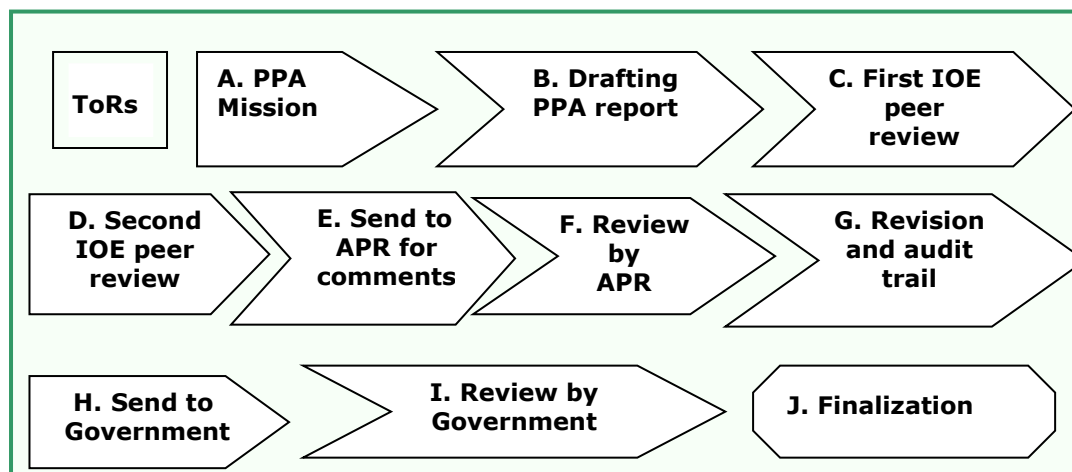 ToRs
A. PPA
Mission
B. Drafting
PPA report
C. First IOE
peer
review
D. Second
IOE peer
review
E. Send to
APR for
comments
F. Review
by
APR
G. Revision
and audit
trail
H. Send to
Government
I. Review by
Government
J. Finalization